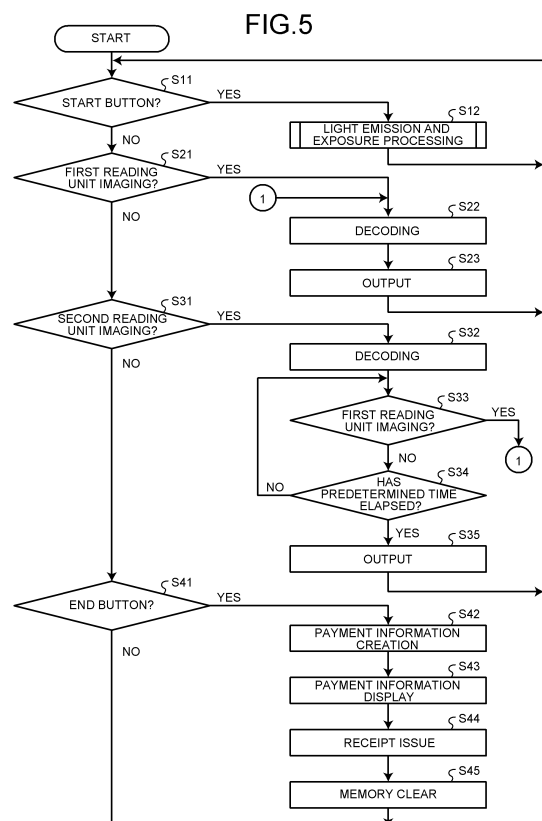 FIG.5
START
S11
START BUTTON?
YES
S12
LIGHT EMISSION AND
EXPOSURE PROCESSING
NO
S21
FIRST READING
UNIT IMAGING?
YES
1
S22
DECODING
NO
S23
OUTPUT
S31
SECOND READING
UNIT IMAGING?
YES
S32
DECODING
NO
S33
FIRST READING
UNIT IMAGING?
YES
1
NO
S34
HAS
PREDETERMINED TIME
ELAPSED?
NO
YES
S35
OUTPUT
S41
END BUTTON?
YES
S42
PAYMENT INFORMATION
CREATION
NO
S43
PAYMENT INFORMATION
DISPLAY
S44
RECEIPT ISSUE
S45
MEMORY CLEAR